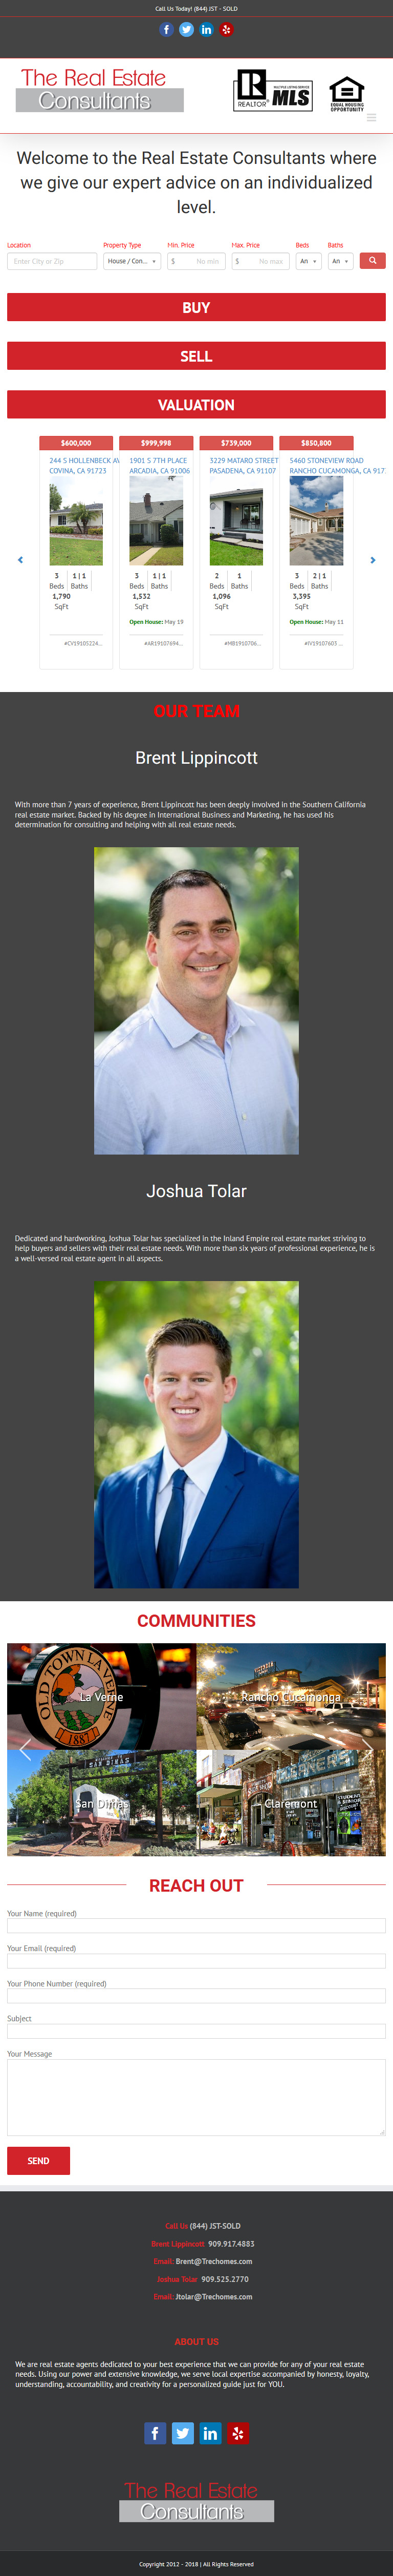 Call Us Today! (844) JST - SOLD
The Real Estate
Consultants
REALTOR®
MULTIPLE LISTING SERVICE
MLS
EQUAL HOUSING
OPPORTUNITY
Welcome to the Real Estate Consultants where
we give our expert advice on an individualized
level.
Location Property Type Min. Price Max. Price Beds Baths
Enter City or Zip House / Con... $ No min $ No max An An
BUY
SELL
VALUATION
$600,000 $999,998 $739,000 $850,800
244 S HOLLENBECK AV 1901 S 7TH PLACE 3229 MATARO STREET 5460 STONEVIEW ROAD
COVINA, CA 91723 ARCADIA, CA 91006 PASADENA, CA 91107 RANCHO CUCAMONGA, CA 917
3 1 | 1 3 1 | 1 2 1 3 2 | 1
Beds Baths Beds Baths Beds Baths Beds Baths
1,790 1,532 1,096 3,395
SqFt SqFt SqFt SqFt
Open House: May 19 Open House: May 11
#CV19105224... #AR19107694... #MB1910706... #IV19107603 ...
OUR TEAM
Brent Lippincott
With more than 7 years of experience, Brent Lippincott has been deeply involved in the Southern California
real estate market. Backed by his degree in International Business and Marketing, he has used his
determination for consulting and helping with all real estate needs.
Joshua Tolar
Dedicated and hardworking, Joshua Tolar has specialized in the Inland Empire real estate market striving to
help buyers and sellers with their real estate needs. With more than six years of professional experience, he is
a well-versed real estate agent in all aspects.
COMMUNITIES
OLD TOWN LA VERNE
1887
La Verne
Rancho Cucamonga
SAN DIMAS
San Dimas
Claremont
REACH OUT
Your Name (required)
Your Email (required)
Your Phone Number (required)
Subject
Your Message
SEND
Call Us (844) JST-SOLD
Brent Lippincott 909.917.4883
Email: Brent@Trechomes.com
Joshua Tolar 909.525.2770
Email: Jtolar@Trechomes.com
ABOUT US
We are real estate agents dedicated to your best experience that we can provide for any of your real estate
needs. Using our power and extensive knowledge, we serve local expertise accompanied by honesty, loyalty,
understanding, accountability, and creativity for a personalized guide just for YOU.
The Real Estate
Consultants
Copyright 2012 - 2018 | All Rights Reserved